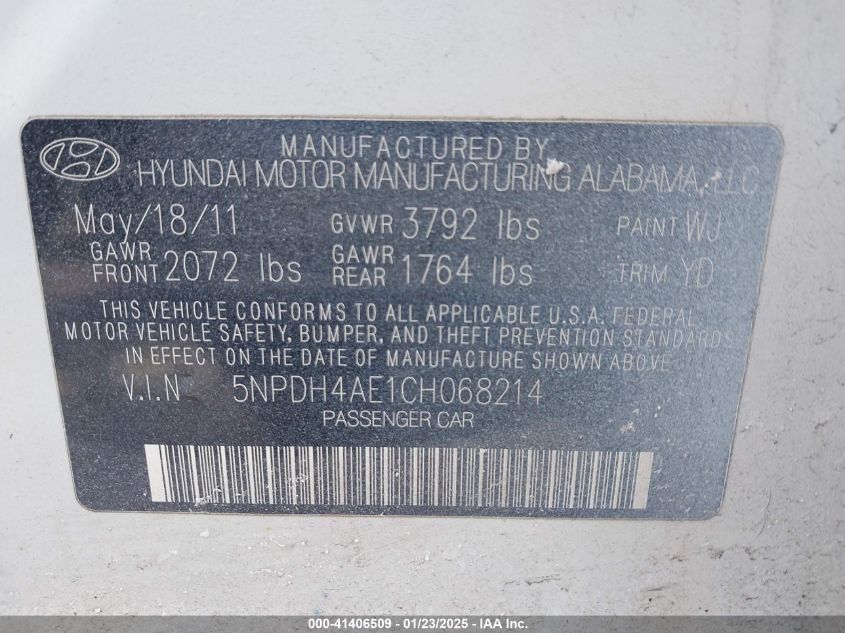 MANUFACTURED BY
HYUNDAI MOTOR MANUFACTURING ALABAMA, LLC
May/18/11 GVWR 3792 lbs PAINT WJ
GAWR FRONT 2072 lbs GAWR REAR 1764 lbs TRIM YD
THIS VEHICLE CONFORMS TO ALL APPLICABLE U.S.A. FEDERAL
MOTOR VEHICLE SAFETY, BUMPER, AND THEFT PREVENTION STANDARDS
IN EFFECT ON THE DATE OF MANUFACTURE SHOWN ABOVE
V.I.N 5NPDH4AE1CH068214
PASSENGER CAR
000-41406509 - 01/23/2025 - IAA Inc.